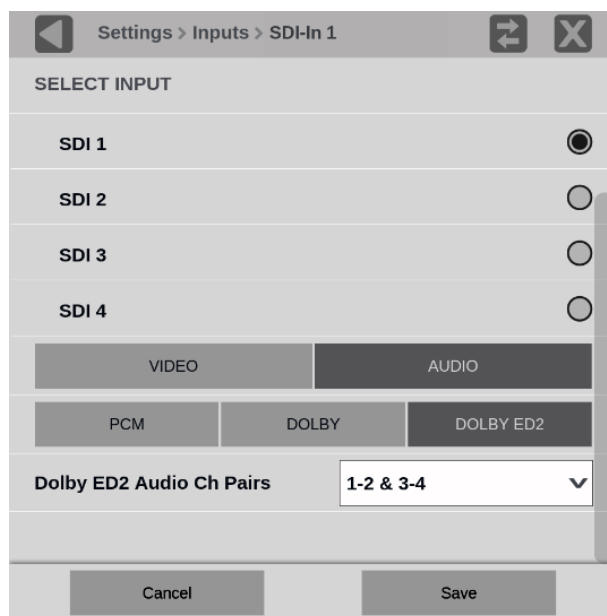 Settings > Inputs > SDI-In 1
SELECT INPUT
SDI 1
SDI 2
SDI 3
SDI 4
VIDEO AUDIO
PCM DOLBY DOLBY ED2
Dolby ED2 Audio Ch Pairs 1-2 & 3-4
Cancel Save